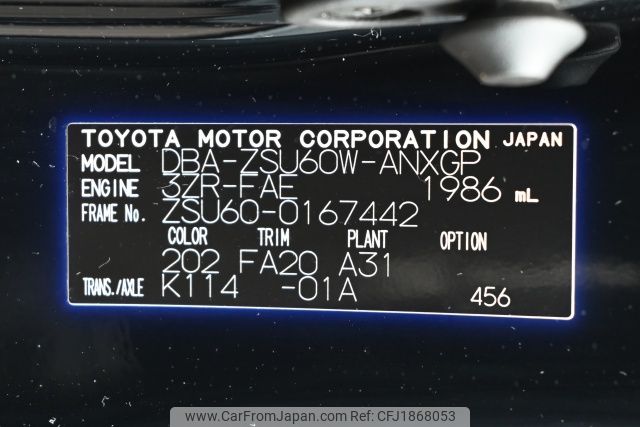 TOYOTA MOTOR CORPORATION JAPAN
MODEL DBA-ZSU60W-ANXGP
ENGINE 3ZR-FAE 1986 mL
FRAME No. ZSU60-0167442
COLOR TRIM PLANT OPTION
202 FA20 A31
TRANS./AXLE K114 -01A 456
www.CarFromJapan.com - CFJ1868053